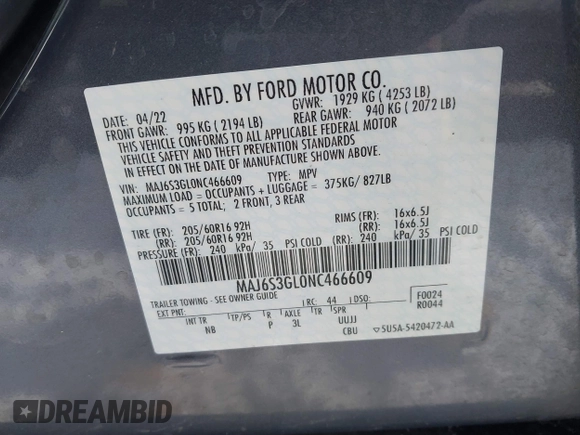 MFD. BY FORD MOTOR CO.
DATE: 04/22 GVWR: 1929 KG ( 4253 LB)
FRONT GAWR: 995 KG ( 2194 LB) REAR GAWR: 940 KG ( 2072 LB)
THIS VEHICLE CONFORMS TO ALL APPLICABLE FEDERAL MOTOR
VEHICLE SAFETY AND THEFT PREVENTION STANDARDS
IN EFFECT ON THE DATE OF MANUFACTURE SHOWN ABOVE.
VIN: MAJ6S3GL0NC466609 TYPE: MPV
MAXIMUM LOAD = OCCUPANTS + LUGGAGE = 375KG/ 827LB
OCCUPANTS = 5 TOTAL; 2 FRONT, 3 REAR
TIRE (FR): 205/60R16 92H RIMS (FR): 16x6.5J
(RR): 205/60R16 92H (RR): 16x6.5J
PRESSURE (FR): 240 kPa/ 35 PSI COLD (RR): 240 kPa/ 35 PSI COLD
MAJ6S3GL0NC466609
TRAILER TOWING - SEE OWNER GUIDE RC: 44 DSO: F0024
EXT PNT: UUJJ R0044
INT TR TP/PS R AXLE TR SPR
NB P 3L CBU 5U5A-5420472-AA
DREAMBID